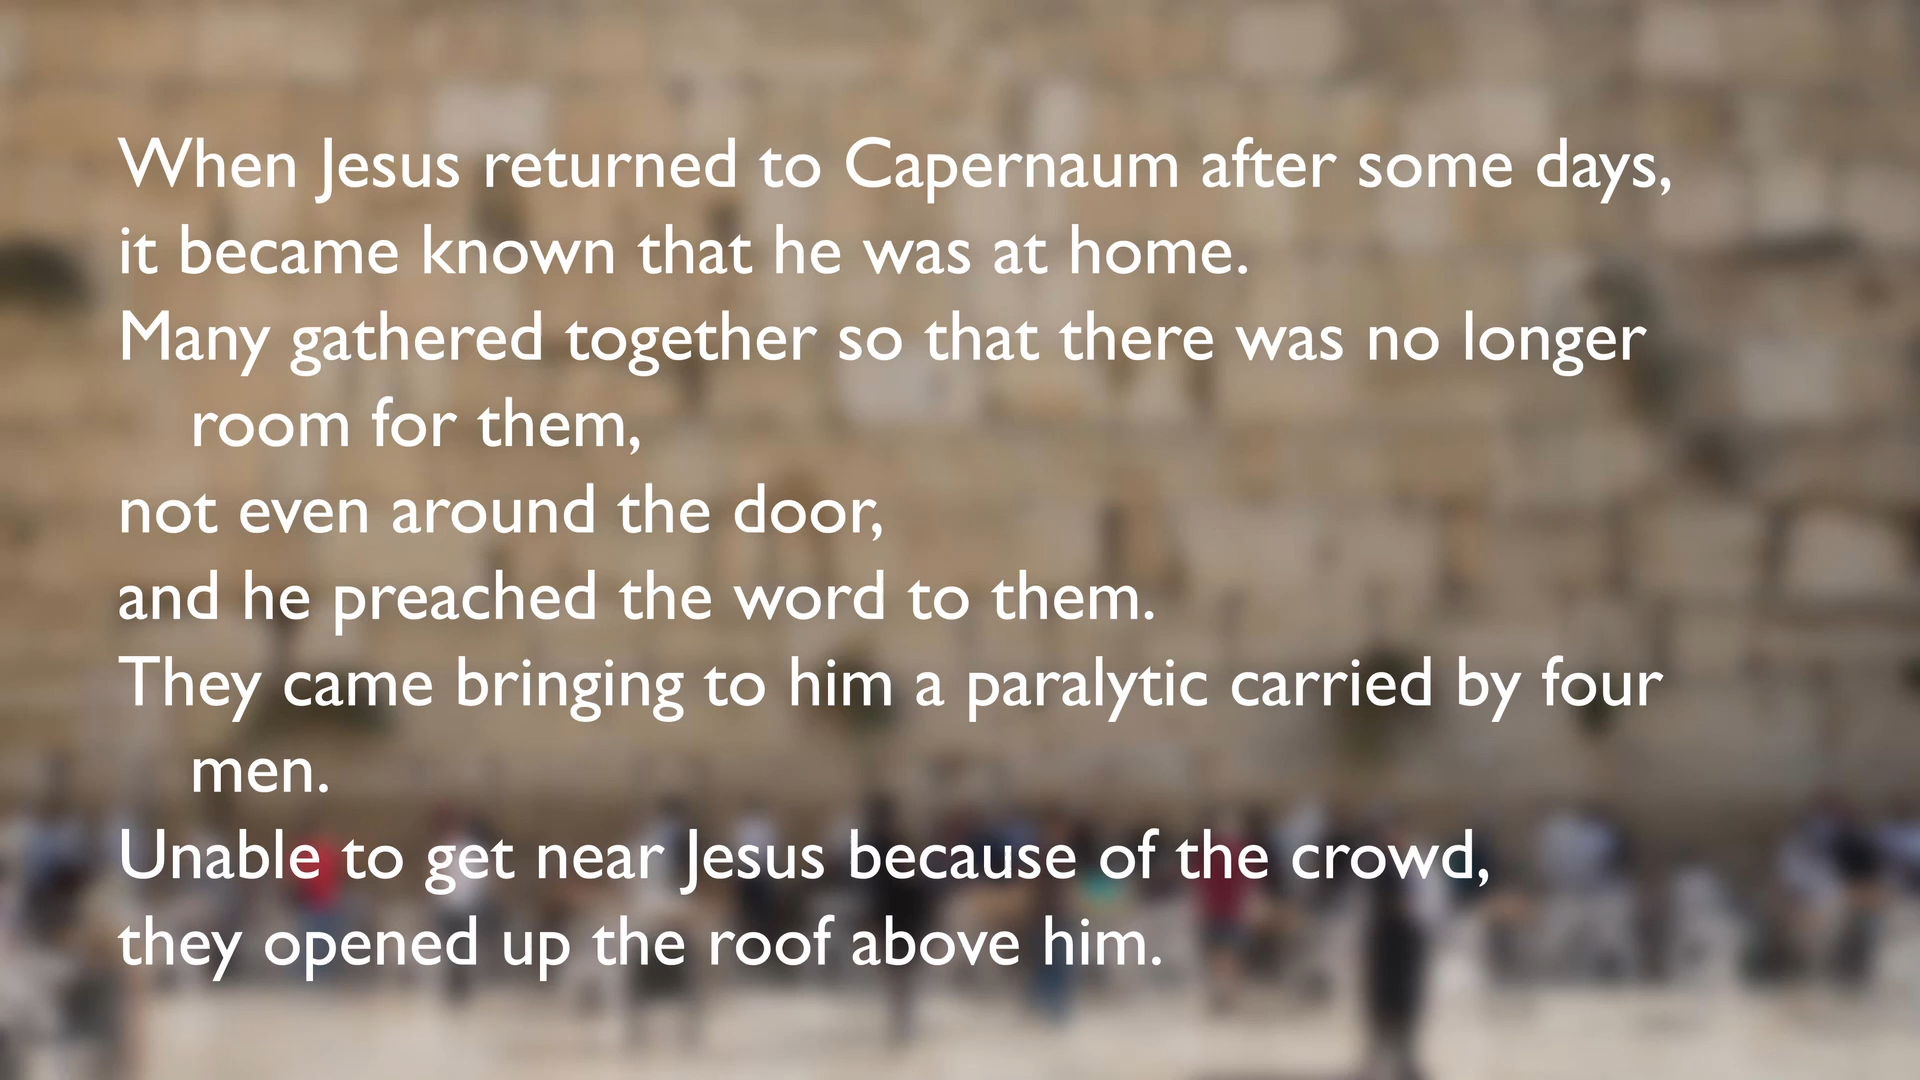 When Jesus returned to Capernaum after some days,
it became known that he was at home.
Many gathered together so that there was no longer
room for them,
not even around the door,
and he preached the word to them.
They came bringing to him a paralytic carried by four
men.
Unable to get near Jesus because of the crowd,
they opened up the roof above him.